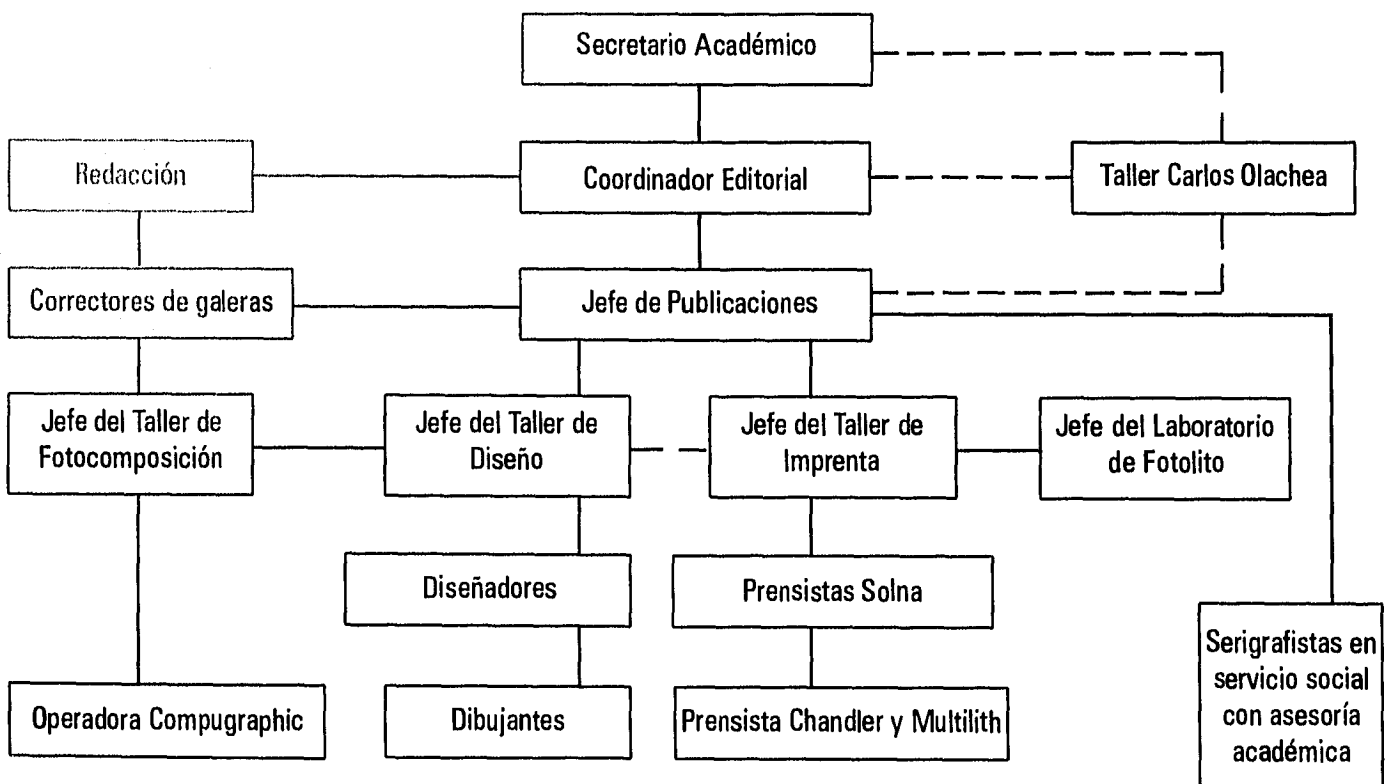 Secretario Académico
Redacción
Coordinador Editorial
Taller Carlos Olachea
Correctores de galeras
Jefe de Publicaciones
Jefe del Taller de
Fotocomposición
Jefe del Taller de
Diseño
Jefe del Taller de
Imprenta
Jefe del Laboratorio
de Fotolito
Diseñadores
Prensistas Solna
Operadora Compugraphic
Dibujantes
Prensista Chandler y Multilith
Serigrafistas en
servicio social
con asesoría
académica